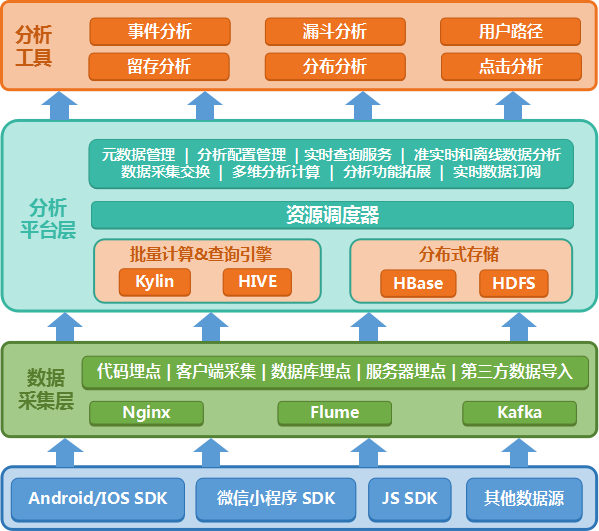 分析
工具
事件分析
漏斗分析
用户路径
留存分析
分布分析
点击分析
分析
平台层
元数据管理 | 分析配置管理 | 实时查询服务 | 准实时和离线数据分析
数据采集交换 | 多维分析计算 | 分析功能拓展 | 实时数据订阅
资源调度器
批量计算&查询引擎
Kylin
HIVE
分布式存储
HBase
HDFS
数据
采集层
代码埋点 | 客户端采集 | 数据库埋点 | 服务器埋点 | 第三方数据导入
Nginx
Flume
Kafka
Android/IOS SDK
微信小程序 SDK
JS SDK
其他数据源